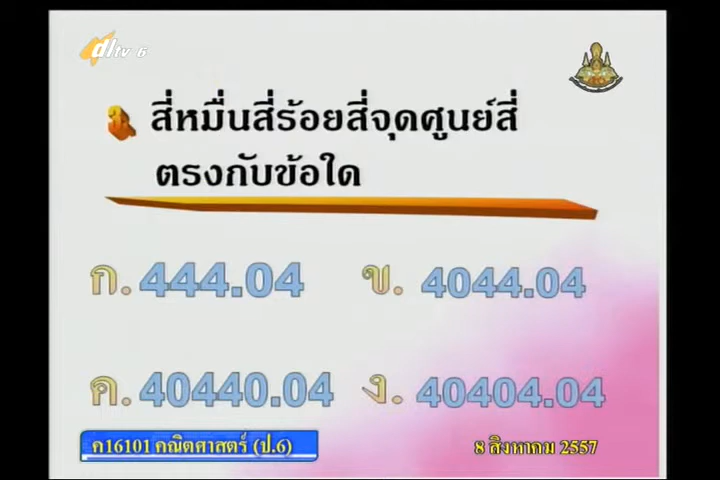 dltv 6
3. สี่หมื่นสี่ร้อยสี่จุดศูนย์สี่
ตรงกับข้อใด
ก. 444.04 ข. 4044.04
ค. 40440.04 ง. 40404.04
ค16101 คณิตศาสตร์ (ป.6) 8 สิงหาคม 2557